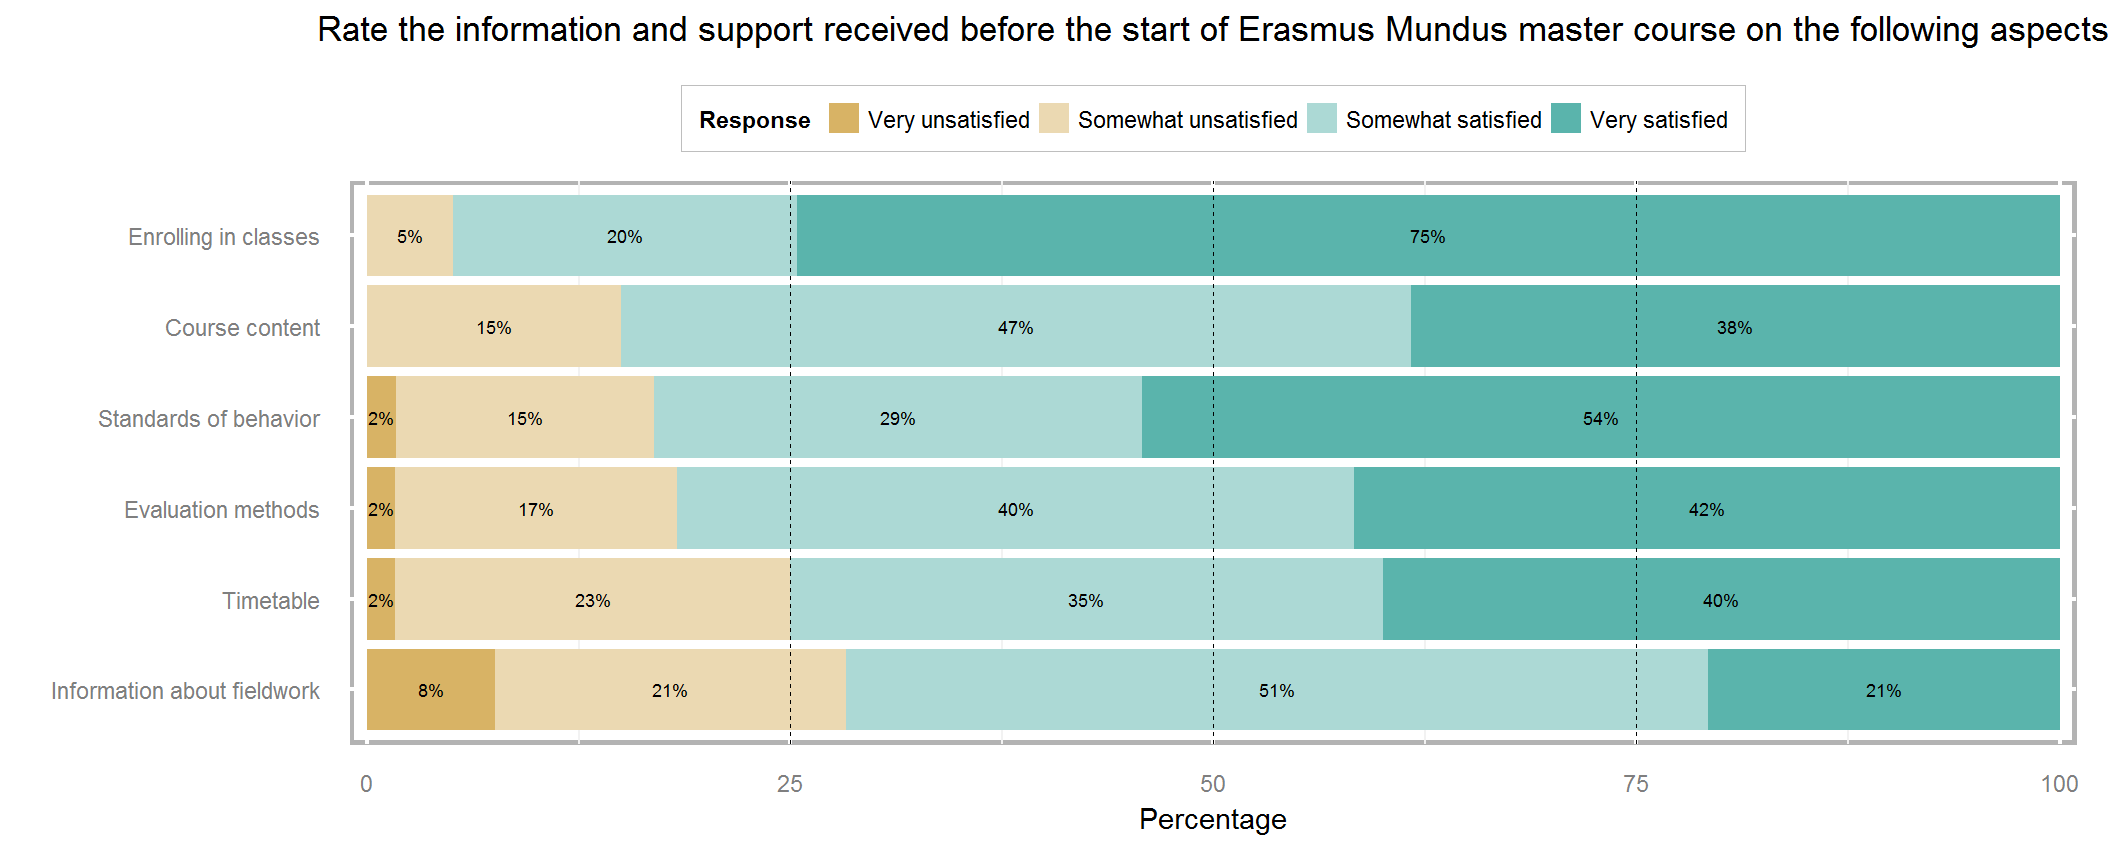 Rate the information and support received before the start of Erasmus Mundus master course on the following aspects
Response Very unsatisfied Somewhat unsatisfied Somewhat satisfied Very satisfied
Enrolling in classes 5% 20% 75%
Course content 15% 47% 38%
Standards of behavior 2% 15% 29% 54%
Evaluation methods 2% 17% 40% 42%
Timetable 2% 23% 35% 40%
Information about fieldwork 8% 21% 51% 21%
0 25 50 75 100
Percentage